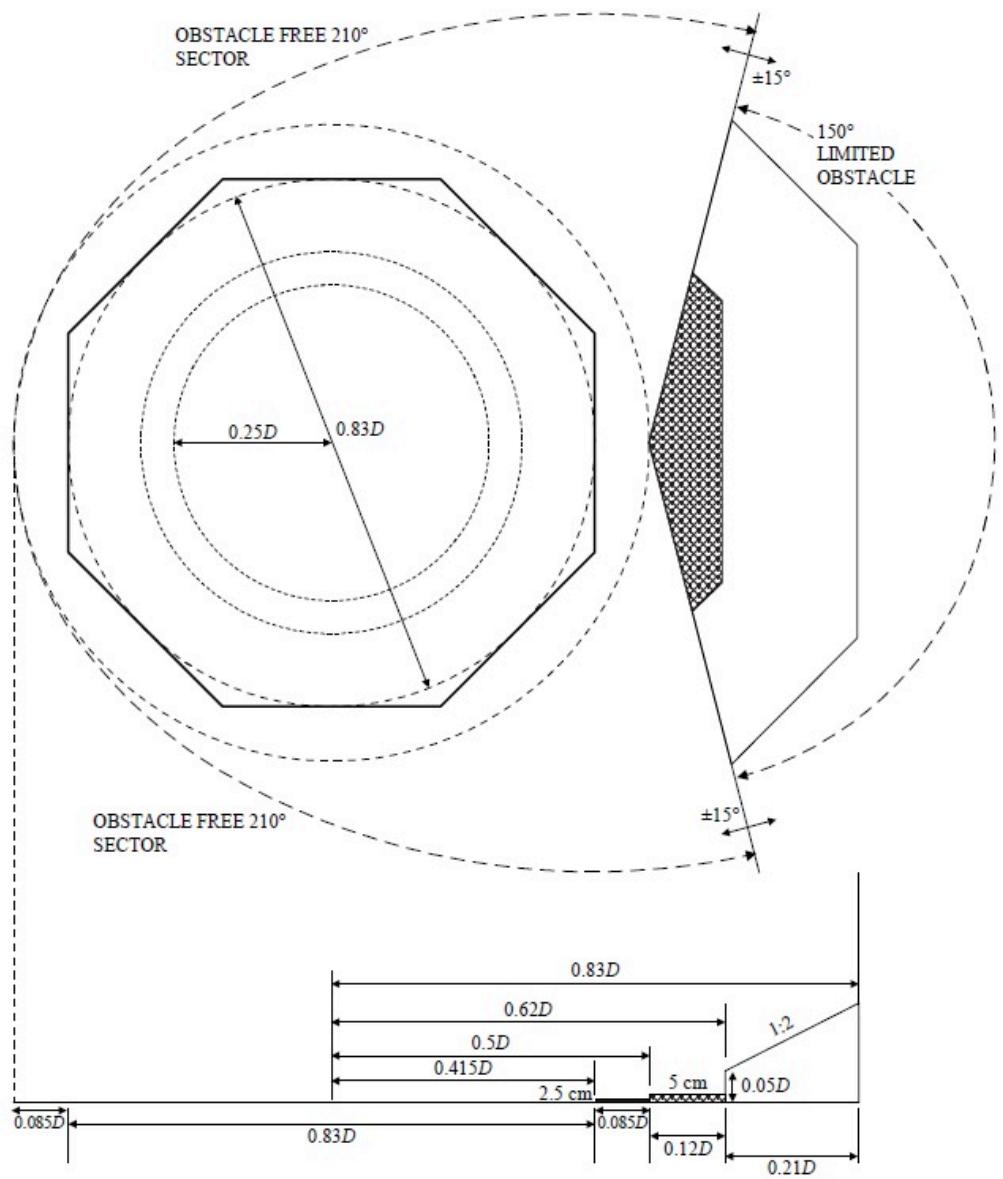 OBSTACLE FREE 210°
SECTOR
±15°
150°
LIMITED
OBSTACLE
0.25D
0.83D
±15°
OBSTACLE FREE 210°
SECTOR
0.83D
0.62D
1:2
0.5D
0.415D
2.5 cm
5 cm
0.05D
0.085D
0.83D
0.085D
0.12D
0.21D